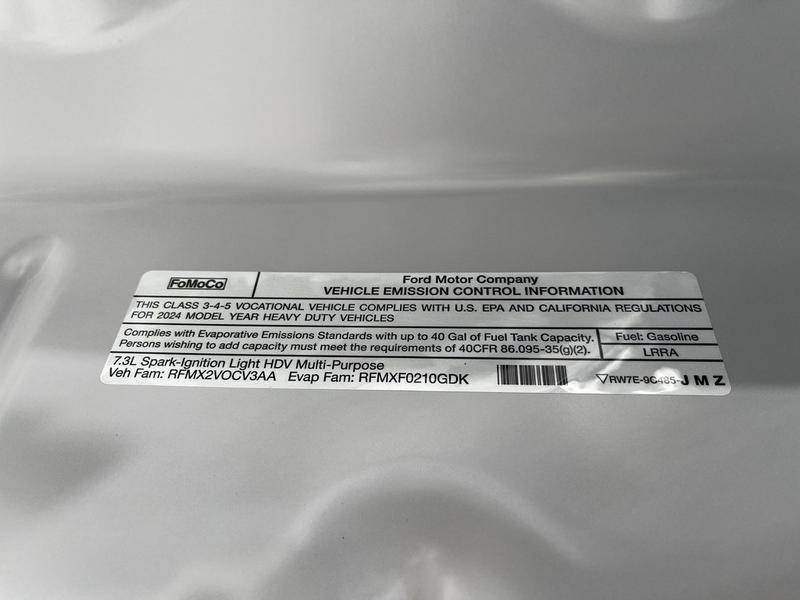 FoMoCo
Ford Motor Company
VEHICLE EMISSION CONTROL INFORMATION
THIS CLASS 3-4-5 VOCATIONAL VEHICLE COMPLIES WITH U.S. EPA AND CALIFORNIA REGULATIONS
FOR 2024 MODEL YEAR HEAVY DUTY VEHICLES
Complies with Evaporative Emissions Standards with up to 40 Gal of Fuel Tank Capacity.
Persons wishing to add capacity must meet the requirements of 40CFR 86.095-35(g)(2).
Fuel: Gasoline
LRRA
7.3L Spark-Ignition Light HDV Multi-Purpose
Veh Fam: RFMX2VOCV3AA Evap Fam: RFMXF0210GDK
RW7E-9C485-JMZ